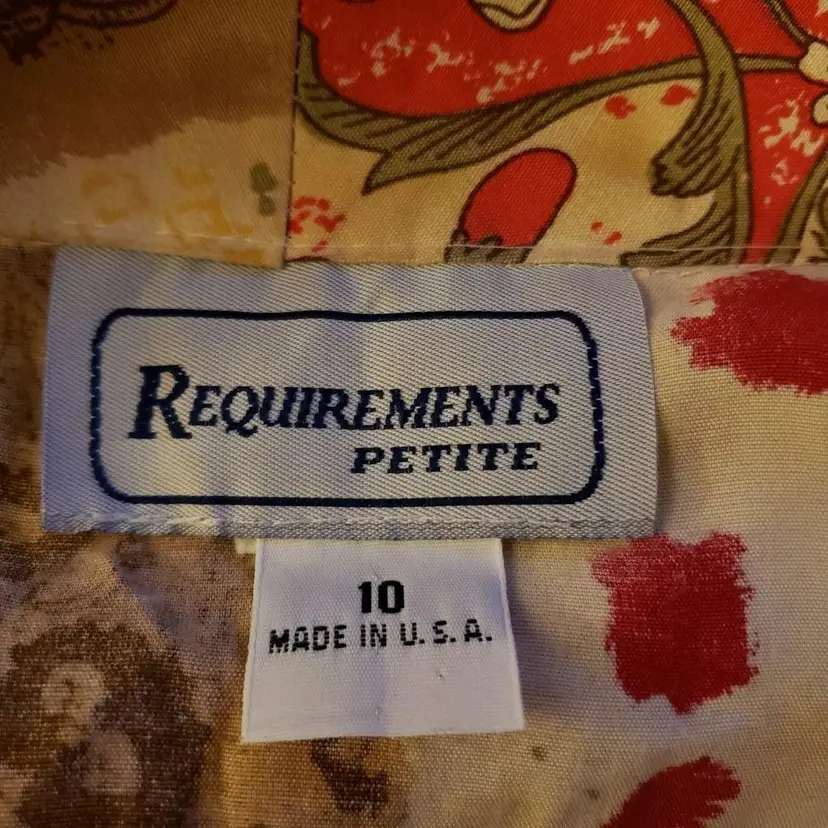 REQUIREMENTS
PETITE
10
MADE IN U.S.A.